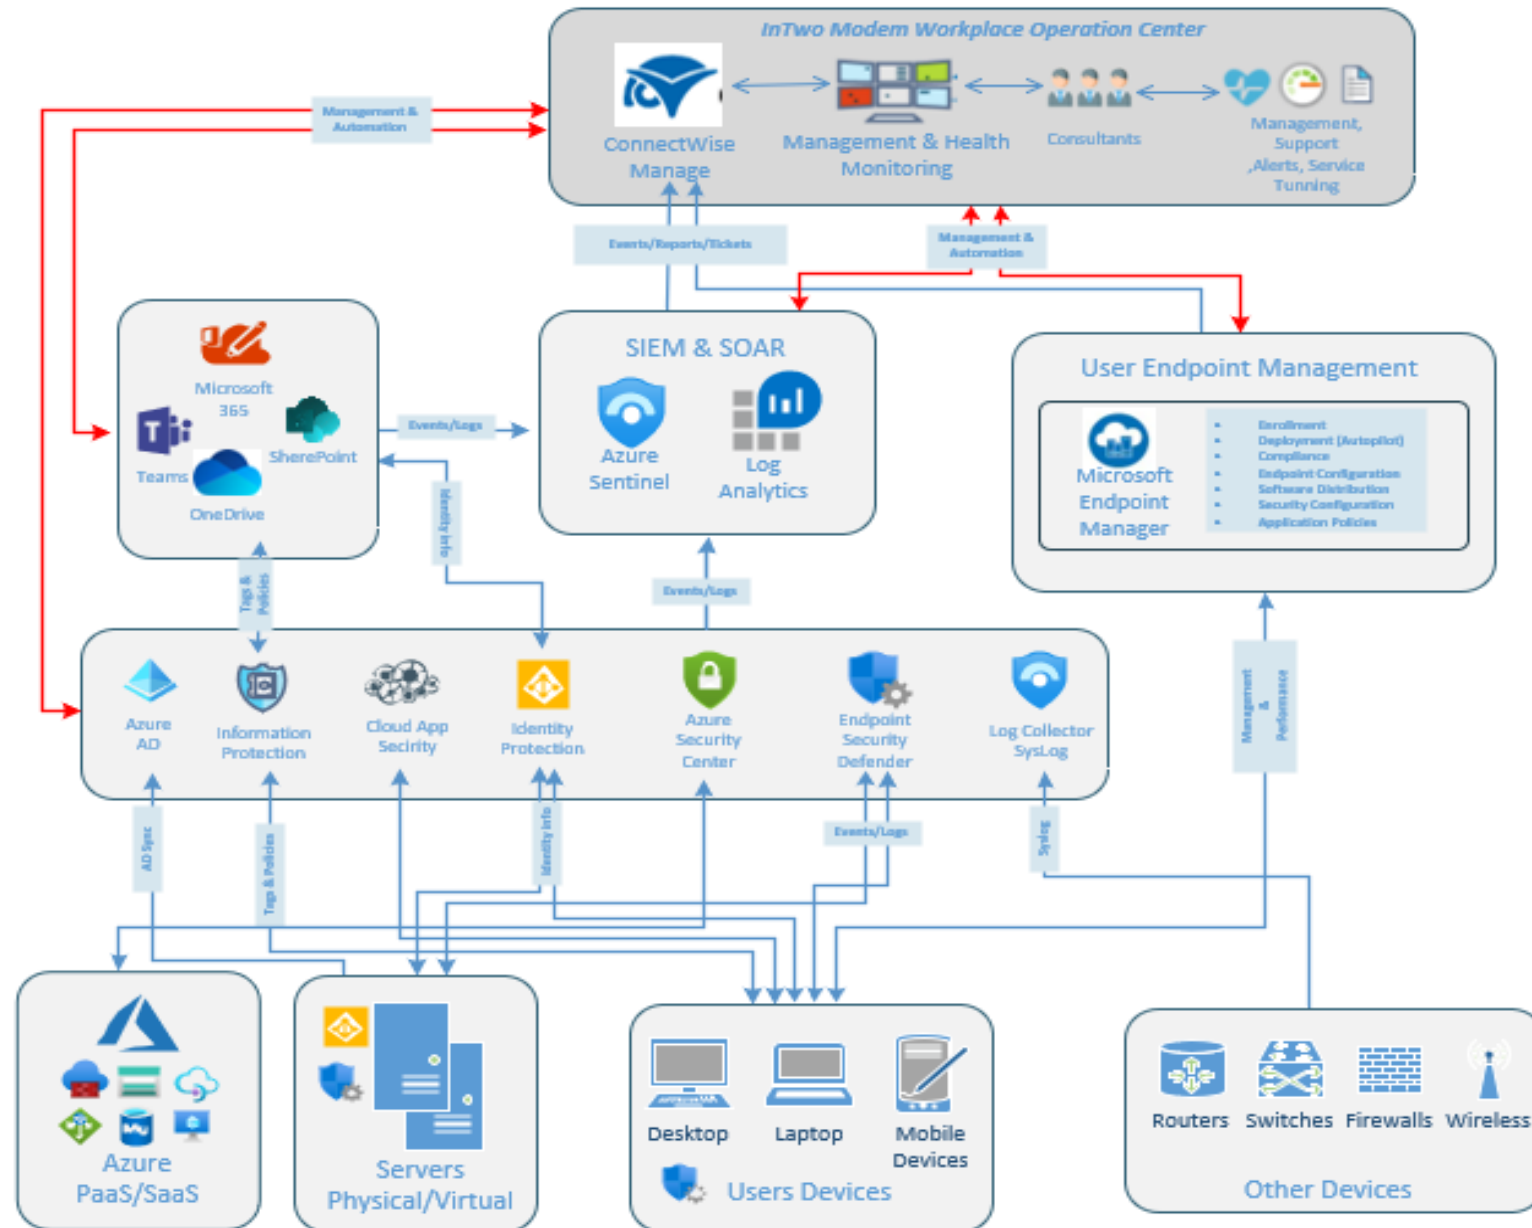 InTwo Modem Workplace Operation Center
ConnectWise
Manage
Management & Health
Monitoring
Consultants
Management,
Support
,Alerts, Service
Tunning
Management &
Automation
Events/Reports/Tickets
Management &
Automation
Microsoft
365
Teams
SherePoint
OneDrive
Events/Logs
SIEM & SOAR
Azure
Sentinel
Log
Analytics
User Endpoint Management
Microsoft
Endpoint
Manager
▪ Enrollment
▪ Deployment (Autopilot)
▪ Compliance
▪ Endpoint Configuration
▪ Software Distribution
▪ Security Configuration
▪ Application Policies
Identity Info
Tags &
Policies
Events/Logs
Management
&
Performance
Azure
AD
Information
Protection
Cloud App
Secirity
Identity
Protection
Azure
Security
Center
Endpoint
Security
Defender
Log Collector
SysLog
AD Sync
Tags & Policies
Identity Info
Events/Logs
Syslog
Azure
PaaS/SaaS
Servers
Physical/Virtual
Desktop
Laptop
Mobile
Devices
Users Devices
Routers
Switches
Firewalls
Wireless
Other Devices